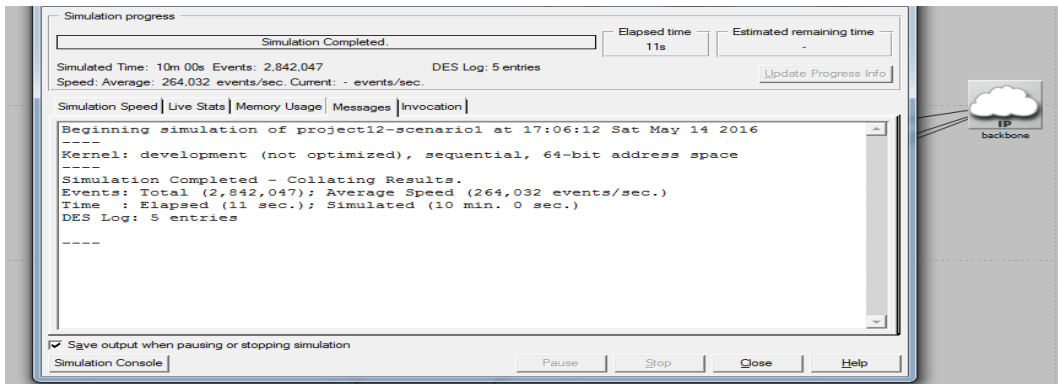 Simulation progress
Simulation Completed.
Elapsed time
11s
Estimated remaining time
-
Simulated Time: 10m 00s Events: 2,842,047 DES Log: 5 entries
Speed: Average: 264,032 events/sec. Current: - events/sec.
Update Progress Info
Simulation Speed Live Stats Memory Usage Messages Invocation
Beginning simulation of project12-scenario1 at 17:06:12 Sat May 14 2016
----
Kernel: development (not optimized), sequential, 64-bit address space
----
Simulation Completed - Collating Results.
Events: Total (2,842,047); Average Speed (264,032 events/sec.)
Time : Elapsed (11 sec.); Simulated (10 min. 0 sec.)
DES Log: 5 entries
----
Save output when pausing or stopping simulation
Simulation Console Pause Stop Close Help
IP
backbone